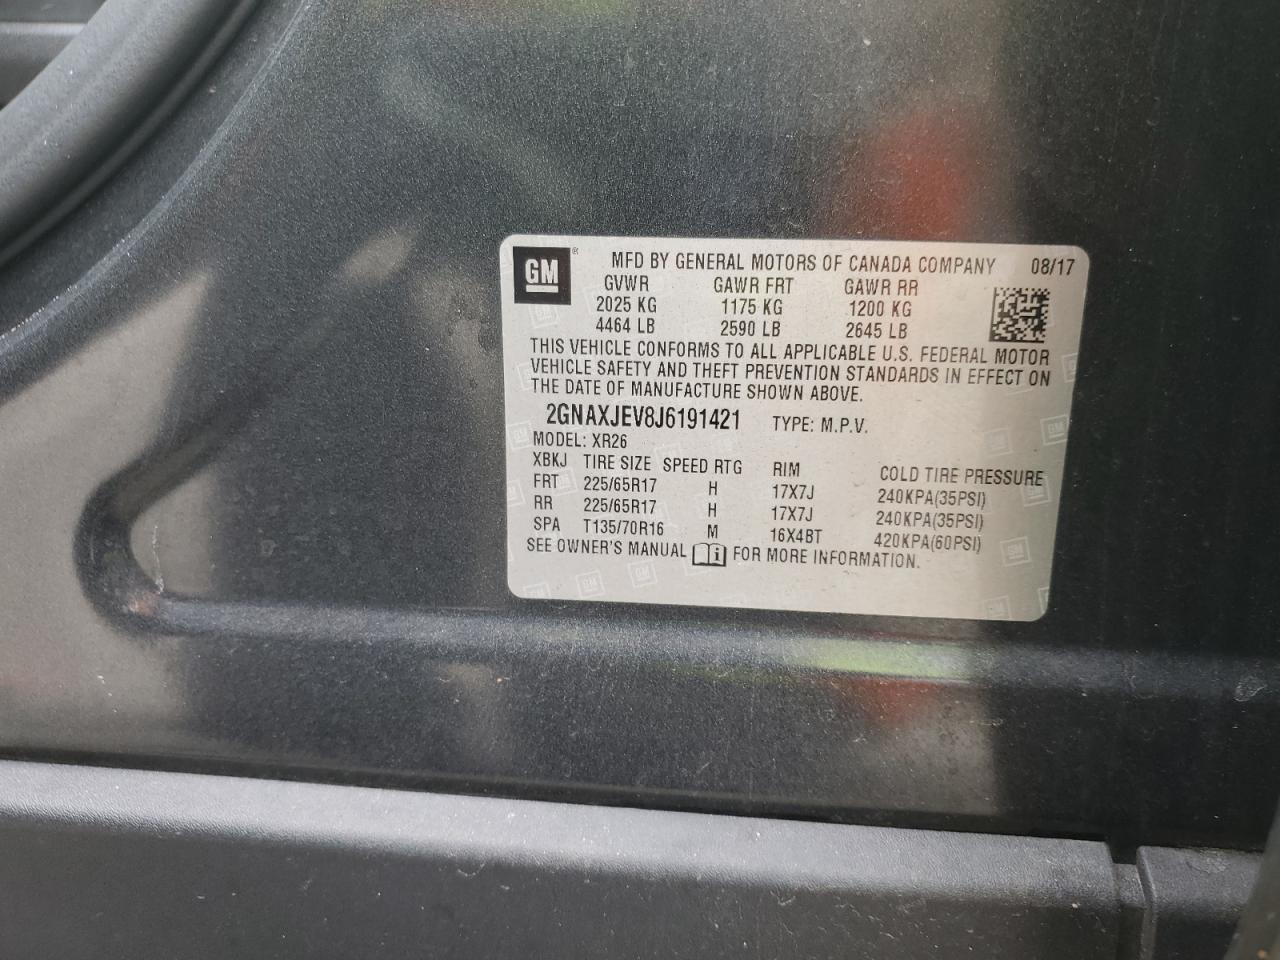 GM ® MFD BY GENERAL MOTORS OF CANADA COMPANY 08/17
GVWR GAWR FRT GAWR RR
2025 KG 1175 KG 1200 KG
4464 LB 2590 LB 2645 LB
THIS VEHICLE CONFORMS TO ALL APPLICABLE U.S. FEDERAL MOTOR
VEHICLE SAFETY AND THEFT PREVENTION STANDARDS IN EFFECT ON
THE DATE OF MANUFACTURE SHOWN ABOVE.
2GNAXJEV8J6191421 TYPE: M.P.V.
MODEL: XR26
XBKJ TIRE SIZE SPEED RTG RIM COLD TIRE PRESSURE
FRT 225/65R17 H 17X7J 240KPA(35PSI)
RR 225/65R17 H 17X7J 240KPA(35PSI)
SPA T135/70R16 M 16X4BT 420KPA(60PSI)
SEE OWNER'S MANUAL i FOR MORE INFORMATION.